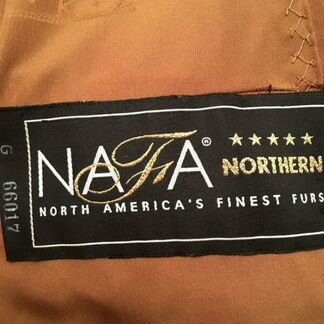 NAFA® ★★★★★
NORTHERN
NORTH AMERICA'S FINEST FURS
G 66017